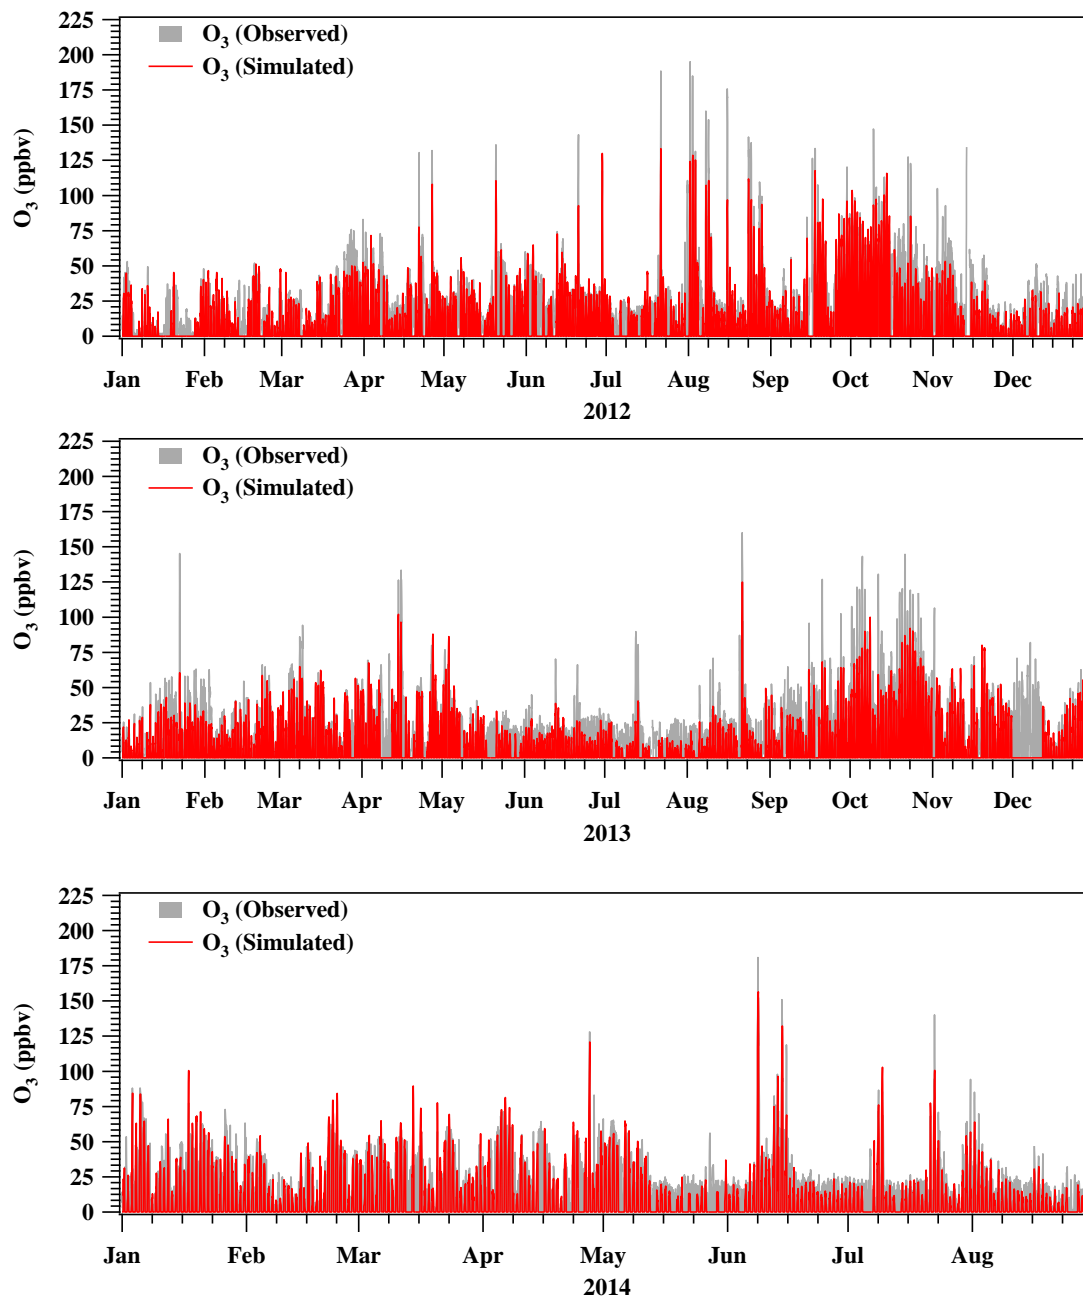 225
200
175
150
125
100
75
50
25
0
O3 (ppbv)
O3 (Observed)
O3 (Simulated)
Jan Feb Mar Apr May Jun Jul Aug Sep Oct Nov Dec
2012
225
200
175
150
125
100
75
50
25
0
O3 (ppbv)
O3 (Observed)
O3 (Simulated)
Jan Feb Mar Apr May Jun Jul Aug Sep Oct Nov Dec
2013
225
200
175
150
125
100
75
50
25
0
O3 (ppbv)
O3 (Observed)
O3 (Simulated)
Jan Feb Mar Apr May Jun Jul Aug
2014